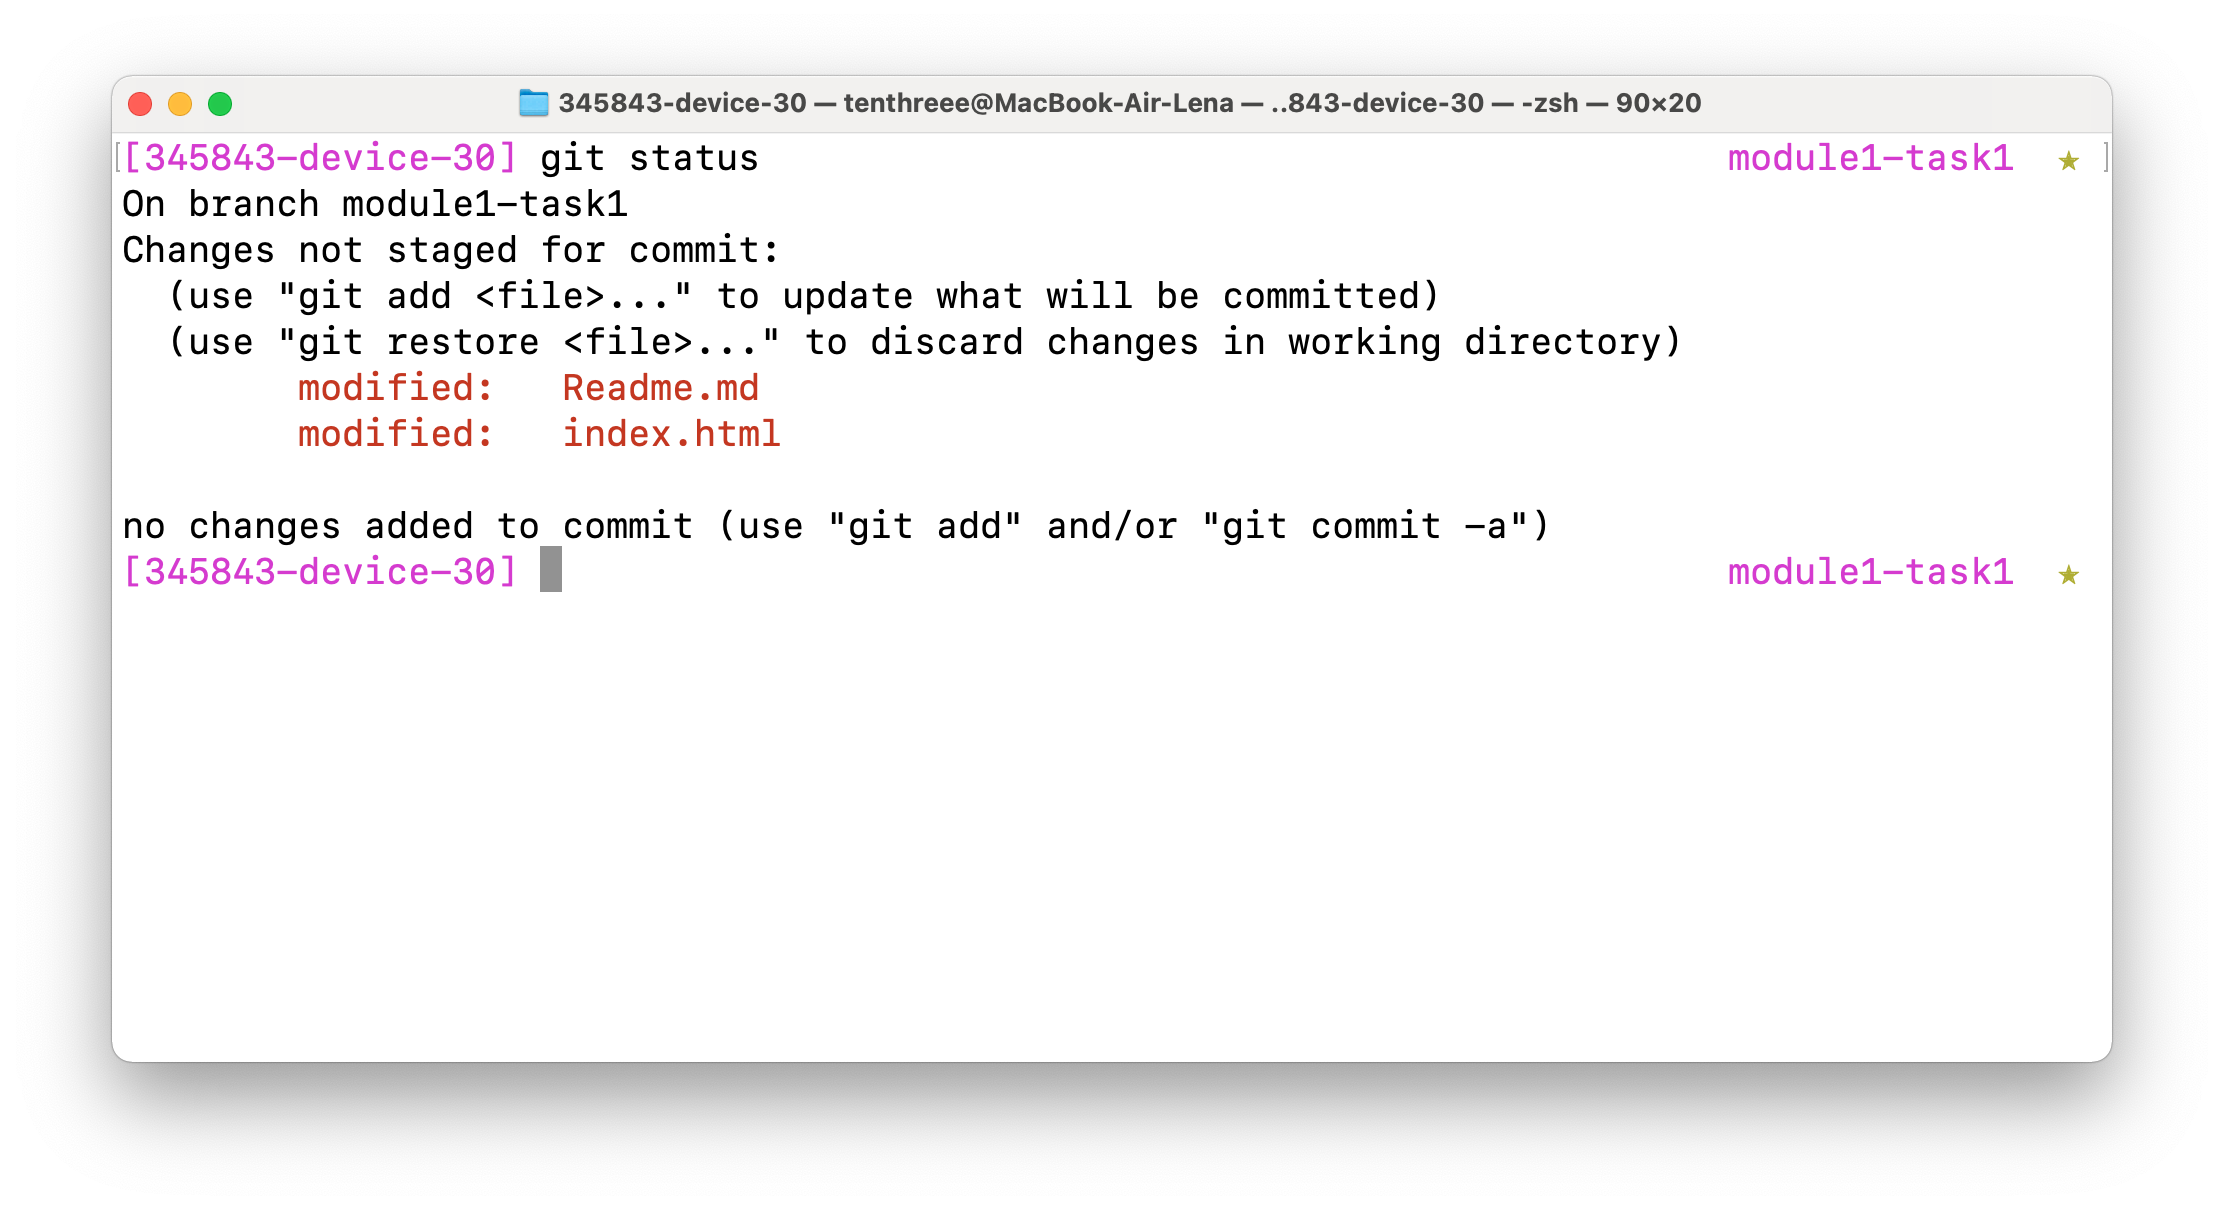 345843-device-30 — tenthreee@MacBook-Air-Lena — ..843-device-30 — -zsh — 90×20
[345843-device-30] git status module1-task1 ★
On branch module1-task1
Changes not staged for commit:
  (use "git add <file>..." to update what will be committed)
  (use "git restore <file>..." to discard changes in working directory)
        modified:   Readme.md
        modified:   index.html
no changes added to commit (use "git add" and/or "git commit -a")
[345843-device-30] module1-task1 ★